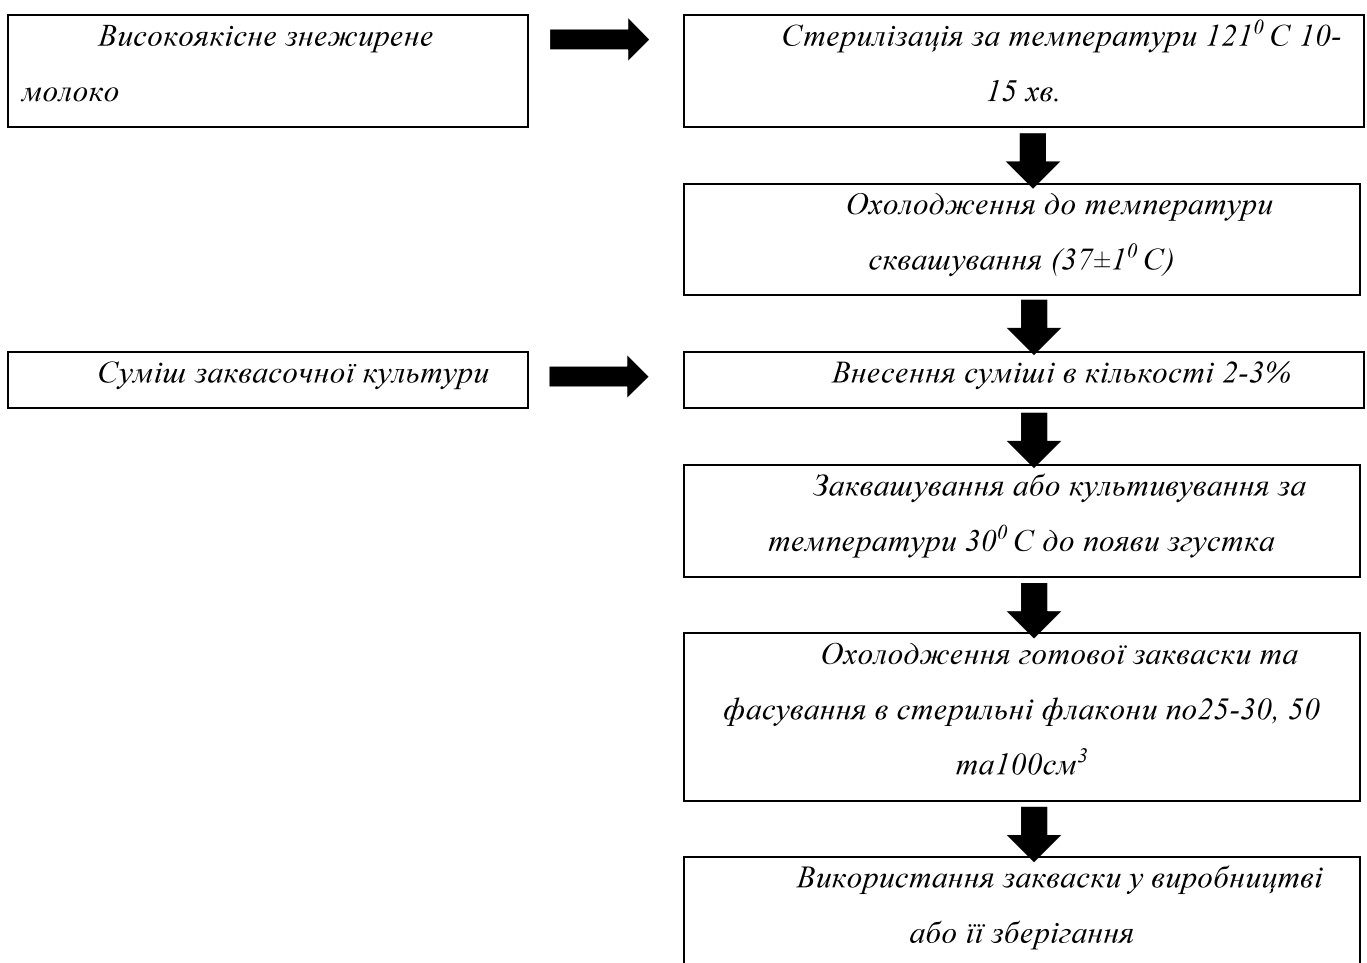 Високоякісне знежирене
молоко
Стерилізація за температури 121⁰ С 10-
15 хв.
Охолодження до температури
сквашування (37±1⁰ С)
Суміш заквасочної культури
Внесення суміші в кількості 2-3%
Заквашування або культивування за
температури 30⁰ С до появи згустка
Охолодження готової закваски та
фасування в стерильні флакони по25-30, 50
та100см³
Використання закваски у виробництві
або її зберігання